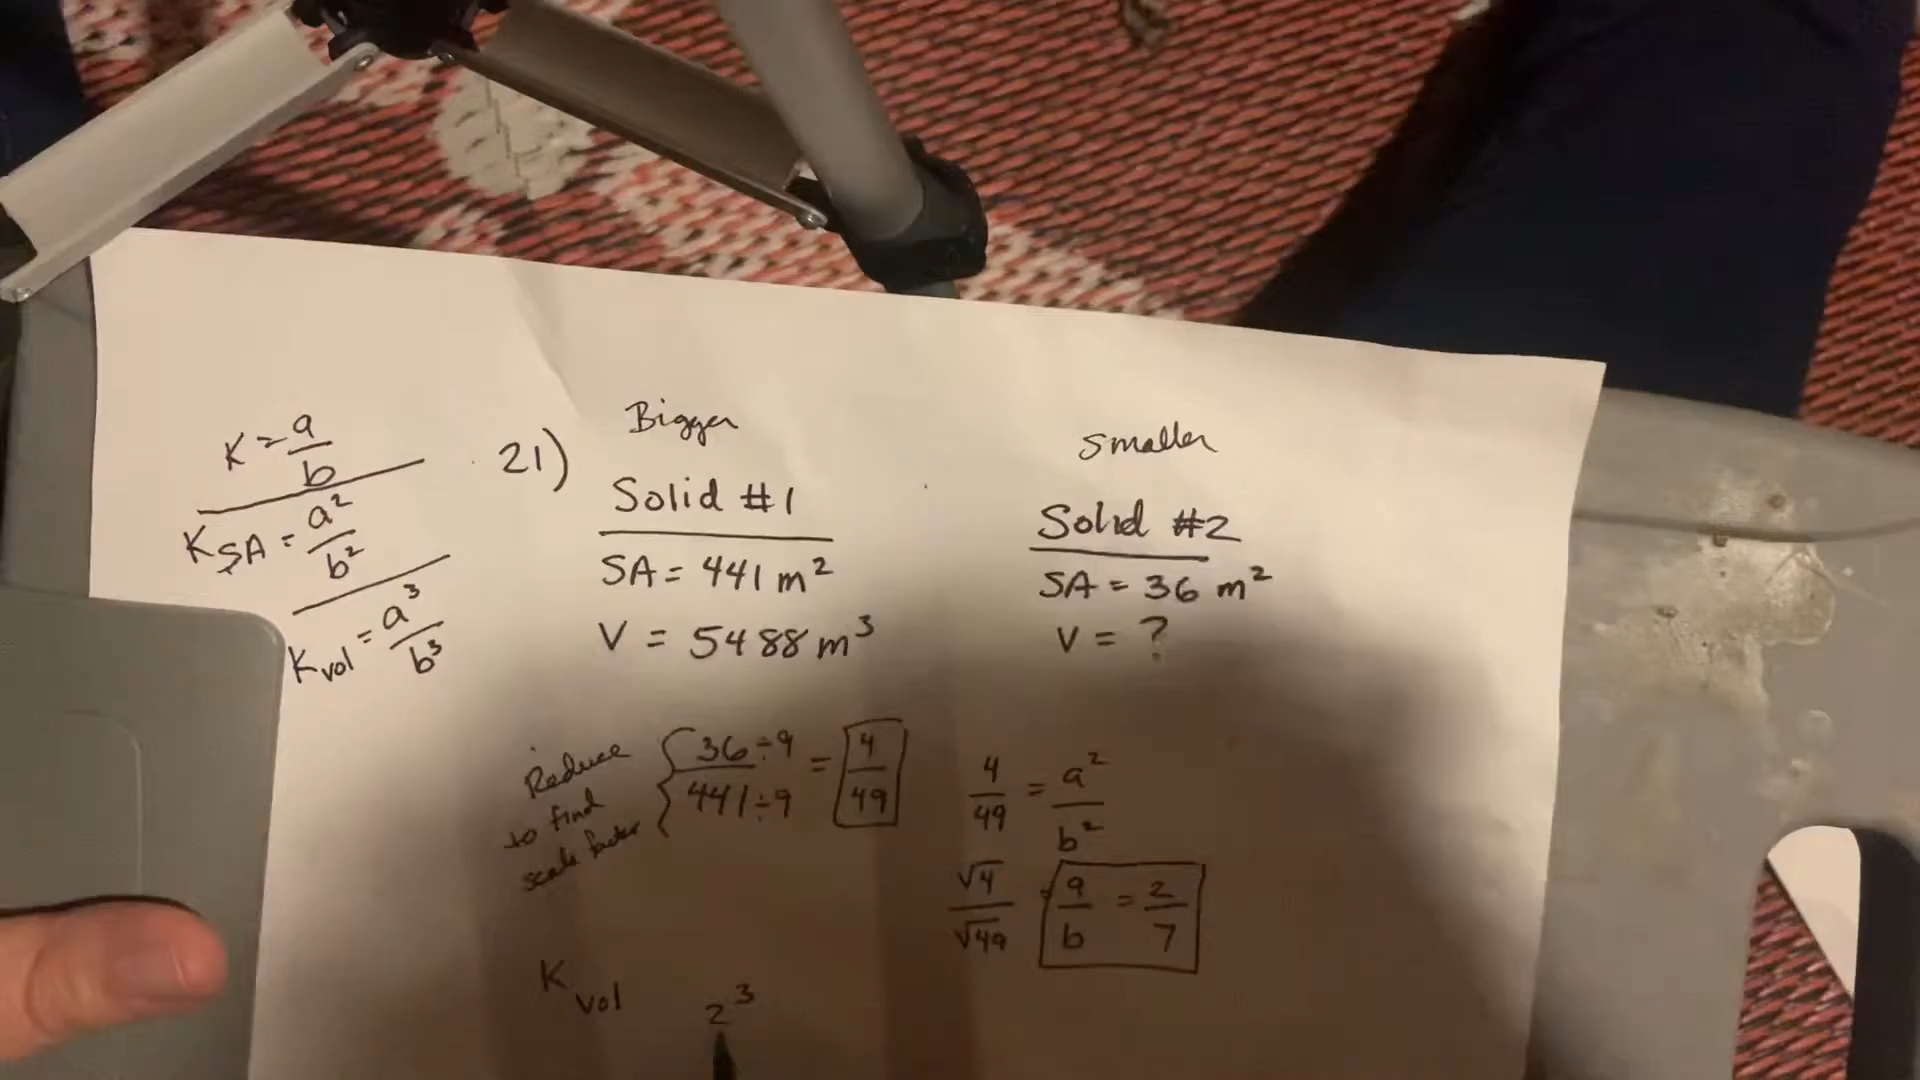 K = a/b
K_SA = a²/b²
K_vol = a³/b³
21)
Bigger
Solid #1
SA = 441 m²
V = 5488 m³
Smaller
Solid #2
SA = 36 m²
V = ?
Reduce
to find
scale factor
36÷9 / 441÷9 = 4/49
4/49 = a²/b²
√4/√49
a/b = 2/7
K vol
2³